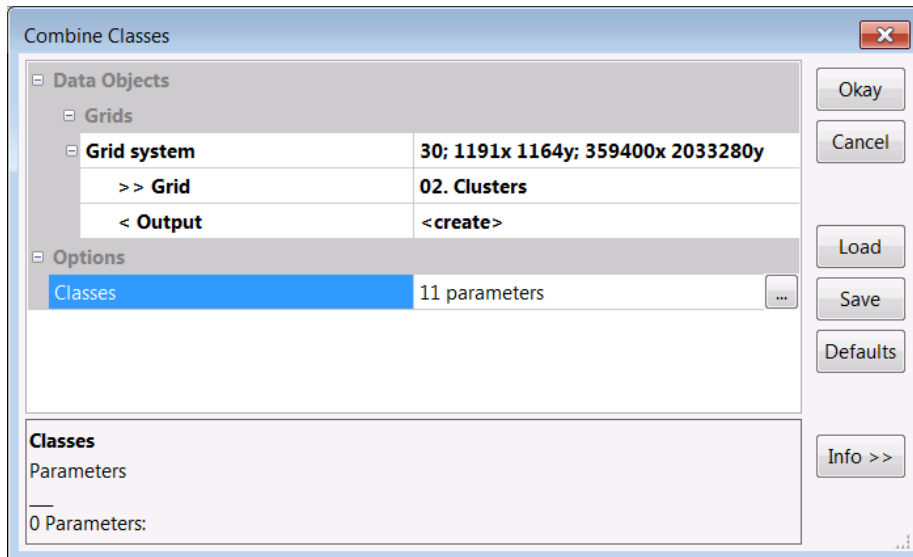 Combine Classes
Data Objects
Grids
Grid system 30; 1191x 1164y; 359400x 2033280y
>> Grid 02. Clusters
< Output <create>
Options
Classes 11 parameters ...
Classes
Parameters
__
0 Parameters:
Okay
Cancel
Load
Save
Defaults
Info >>